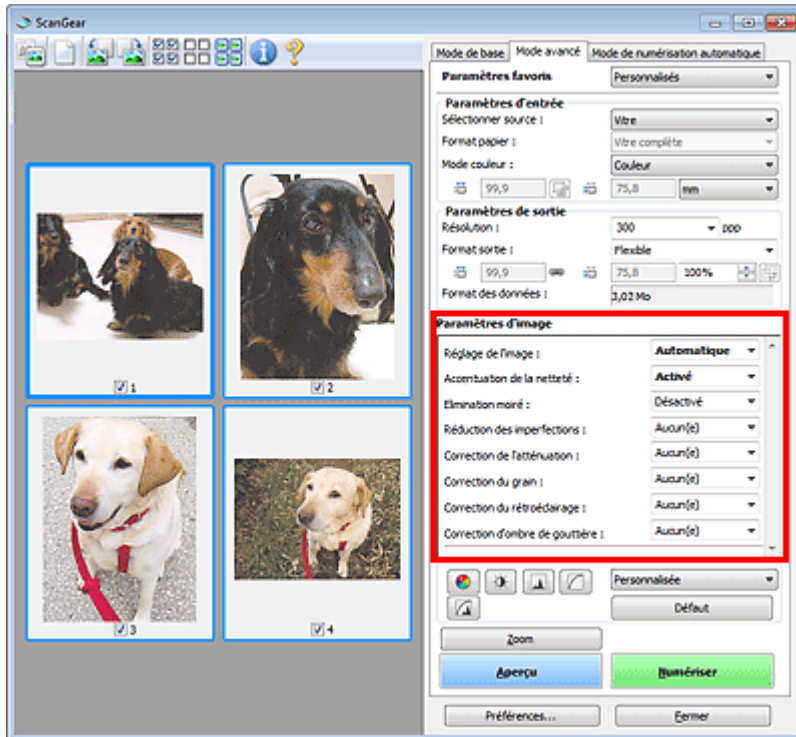 ScanGear
Mode de base Mode avancé Mode de numérisation automatique
Paramètres favoris Personnalisés
Paramètres d'entrée
Sélectionner source : Vitre
Format papier : Vitre complète
Mode couleur : Couleur
99,9 75,8 mm
Paramètres de sortie
Résolution : 300 ppp
Format sortie : Flexible
99,9 75,8 100%
Format des données : 3,02 Mo
Paramètres d'image
Réglage de l'image : Automatique
Accentuation de la netteté : Activé
Elimination moiré : Désactivé
Réduction des imperfections : Aucun(e)
Correction de l'atténuation : Aucun(e)
Correction du grain : Aucun(e)
Correction du rétroéclairage : Aucun(e)
Correction d'ombre de gouttière : Aucun(e)
Personnalisée
Défaut
Zoom
Aperçu Numériser
Préférences... Fermer
1 2
3 4